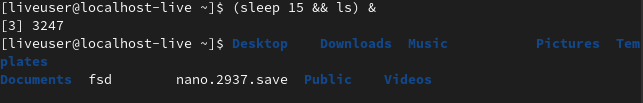 [liveuser@localhost-live ~]$ (sleep 15 && ls) &
[3] 3247
[liveuser@localhost-live ~]$ Desktop    Downloads  Music           Pictures  Tem
plates
Documents  fsd        nano.2937.save  Public    Videos